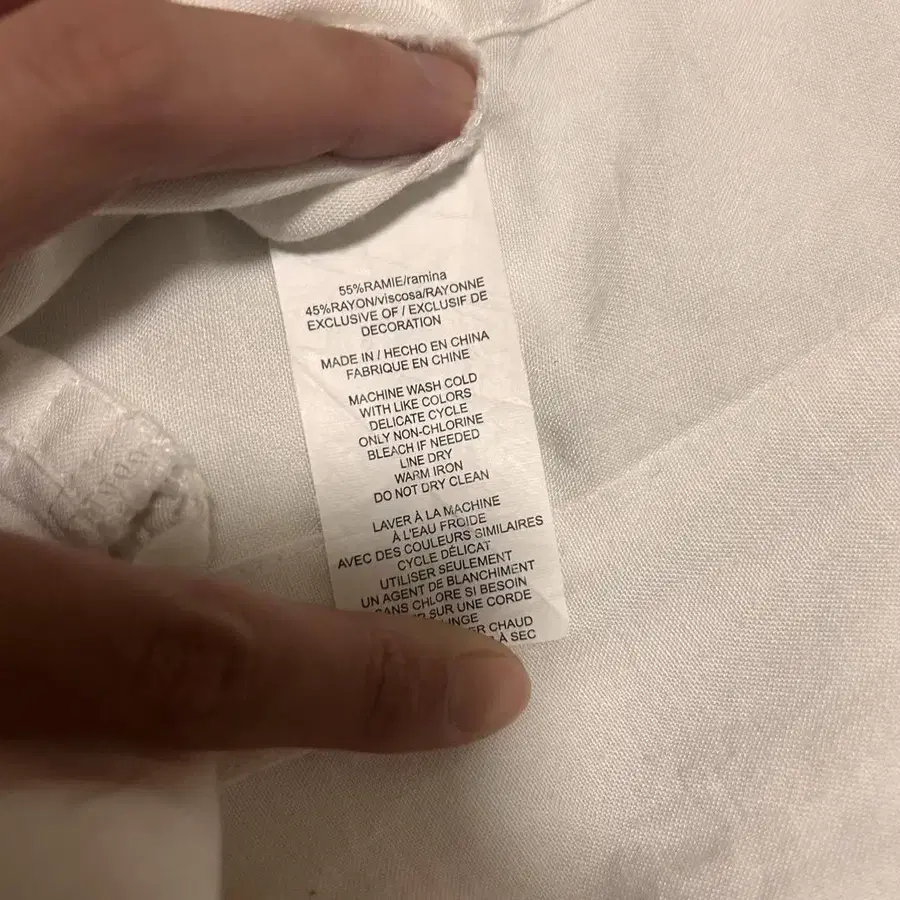 55%RAMIE/ramina
45%RAYON/viscosa/RAYONNE
EXCLUSIVE OF / EXCLUSIF DE
DECORATION
MADE IN / HECHO EN CHINA
FABRIQUE EN CHINE
MACHINE WASH COLD
WITH LIKE COLORS
DELICATE CYCLE
ONLY NON-CHLORINE
BLEACH IF NEEDED
LINE DRY
WARM IRON
DO NOT DRY CLEAN
LAVER À LA MACHINE
À L'EAU FROIDE
AVEC DES COULEURS SIMILAIRES
CYCLE DÉLICAT
UTILISER SEULEMENT
UN AGENT DE BLANCHIMENT
SANS CHLORE SI BESOIN
SUR UNE CORDE
CHAUD
À SEC